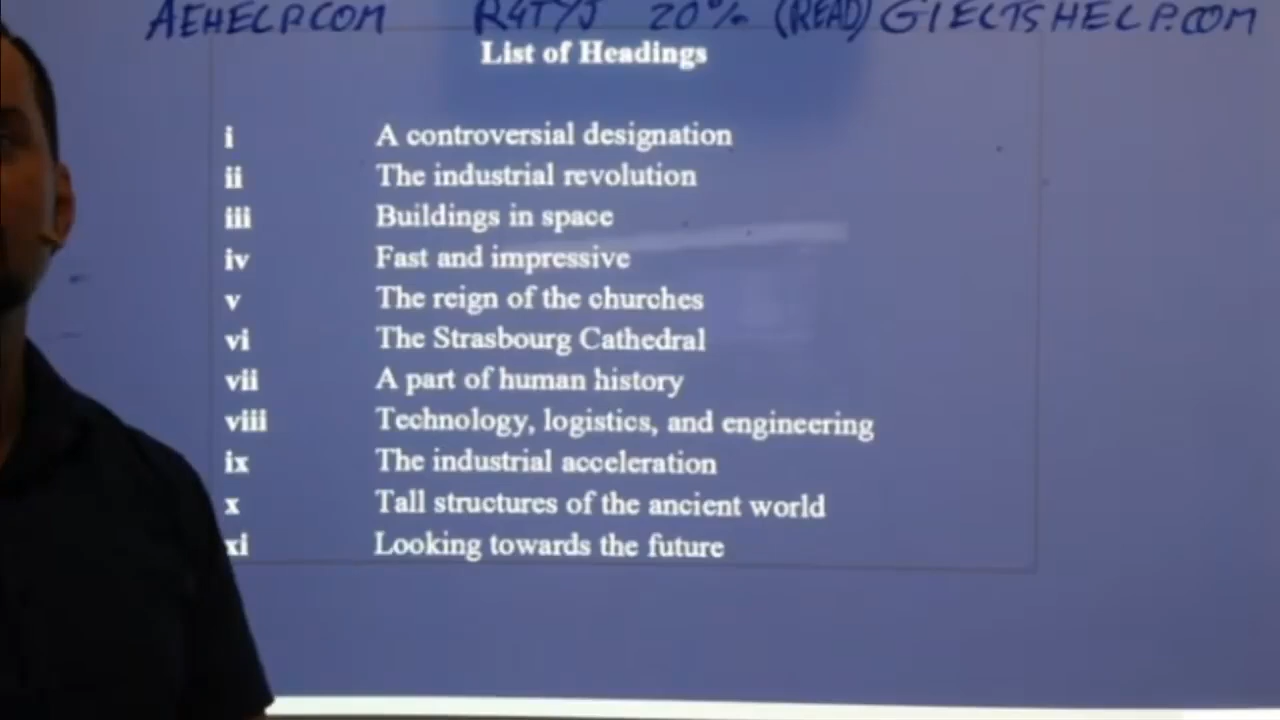 AEHELP.COM R4TYJ 20% (READ) GIELTSHELP.COM
List of Headings
i A controversial designation
ii The industrial revolution
iii Buildings in space
iv Fast and impressive
v The reign of the churches
vi The Strasbourg Cathedral
vii A part of human history
viii Technology, logistics, and engineering
ix The industrial acceleration
x Tall structures of the ancient world
xi Looking towards the future